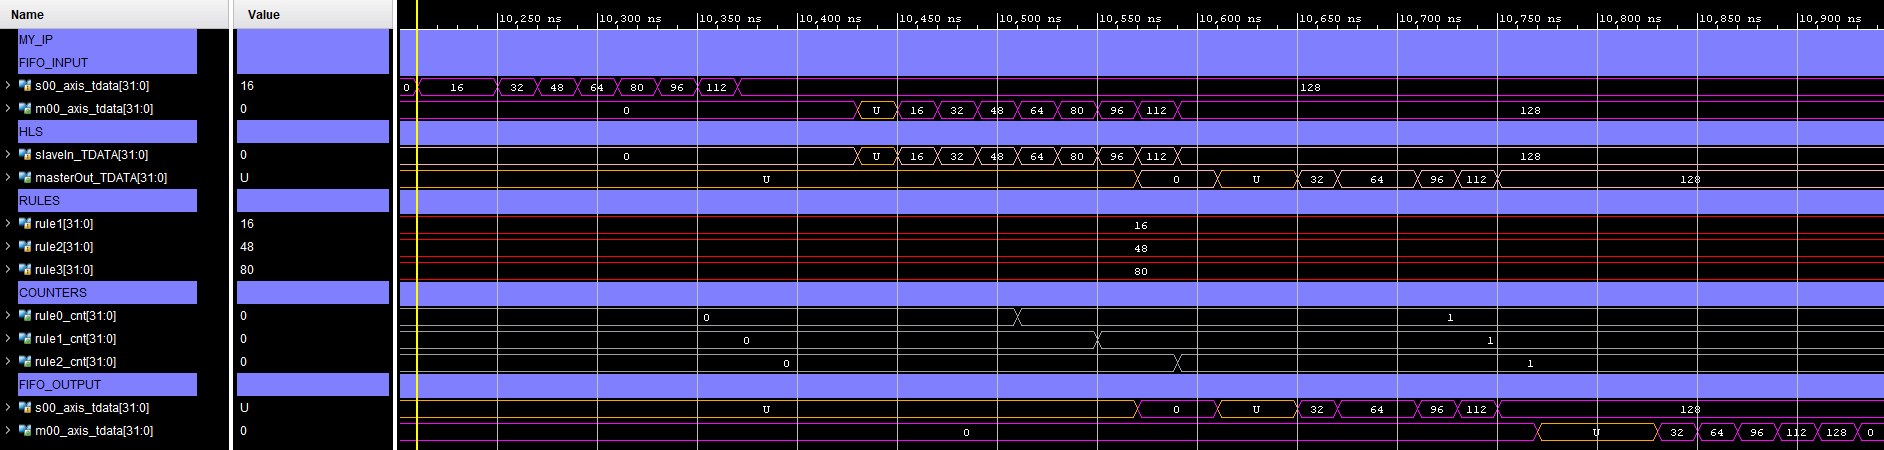 Name Value 10,250 ns 10,300 ns 10,350 ns 10,400 ns 10,450 ns 10,500 ns 10,550 ns 10,600 ns 10,650 ns 10,700 ns 10,750 ns 10,800 ns 10,850 ns 10,900 ns
MY_IP
FIFO_INPUT
s00_axis_tdata[31:0] 16 0 16 32 48 64 80 96 112 128
m00_axis_tdata[31:0] 0 0 U 16 32 48 64 80 96 112 128
HLS
slaveIn_TDATA[31:0] 0 0 U 16 32 48 64 80 96 112 128
masterOut_TDATA[31:0] U U 0 U 32 64 96 112 128
RULES
rule1[31:0] 16 16
rule2[31:0] 48 48
rule3[31:0] 80 80
COUNTERS
rule0_cnt[31:0] 0 0 1
rule1_cnt[31:0] 0 0 1
rule2_cnt[31:0] 0 0 1
FIFO_OUTPUT
s00_axis_tdata[31:0] U U 0 U 32 64 96 112 128
m00_axis_tdata[31:0] 0 0 U 32 64 96 112 128 0